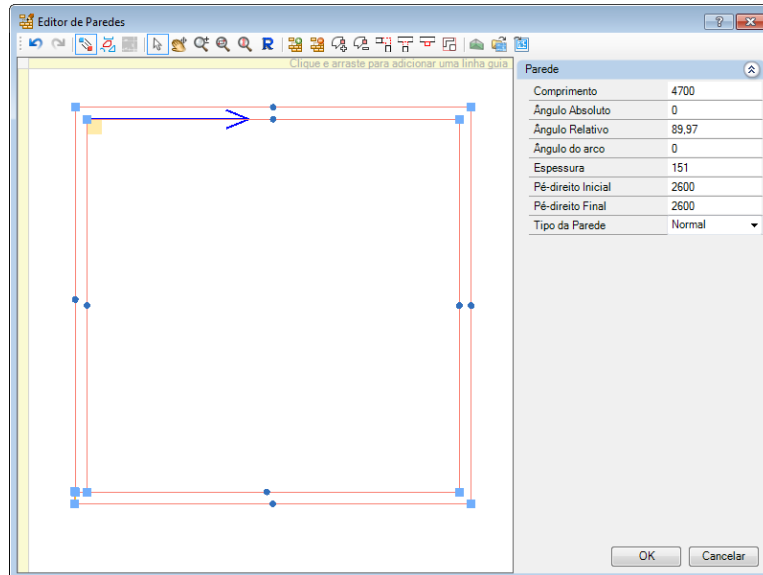 Editor de Paredes
R
Clique e arraste para adicionar uma linha guia
Parede
Comprimento 4700
Ângulo Absoluto 0
Ângulo Relativo 89,97
Ângulo do arco 0
Espessura 151
Pé-direito Inicial 2600
Pé-direito Final 2600
Tipo da Parede Normal
OK Cancelar